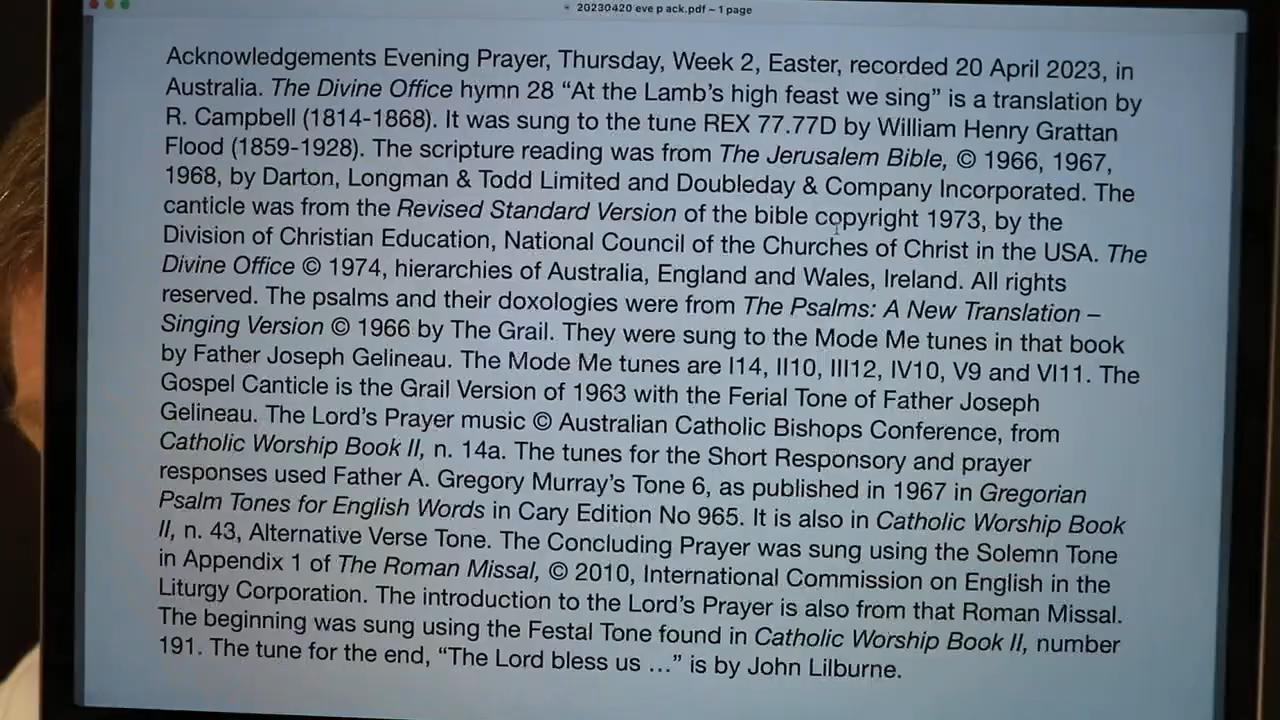 20230420 eve p ack.pdf – 1 page
Acknowledgements Evening Prayer, Thursday, Week 2, Easter, recorded 20 April 2023, in
Australia. The Divine Office hymn 28 “At the Lamb’s high feast we sing” is a translation by
R. Campbell (1814-1868). It was sung to the tune REX 77.77D by William Henry Grattan
Flood (1859-1928). The scripture reading was from The Jerusalem Bible, © 1966, 1967,
1968, by Darton, Longman & Todd Limited and Doubleday & Company Incorporated. The
canticle was from the Revised Standard Version of the bible copyright 1973, by the
Division of Christian Education, National Council of the Churches of Christ in the USA. The
Divine Office © 1974, hierarchies of Australia, England and Wales, Ireland. All rights
reserved. The psalms and their doxologies were from The Psalms: A New Translation –
Singing Version © 1966 by The Grail. They were sung to the Mode Me tunes in that book
by Father Joseph Gelineau. The Mode Me tunes are I14, II10, III12, IV10, V9 and VI11. The
Gospel Canticle is the Grail Version of 1963 with the Ferial Tone of Father Joseph
Gelineau. The Lord’s Prayer music © Australian Catholic Bishops Conference, from
Catholic Worship Book II, n. 14a. The tunes for the Short Responsory and prayer
responses used Father A. Gregory Murray’s Tone 6, as published in 1967 in Gregorian
Psalm Tones for English Words in Cary Edition No 965. It is also in Catholic Worship Book
II, n. 43, Alternative Verse Tone. The Concluding Prayer was sung using the Solemn Tone
in Appendix 1 of The Roman Missal, © 2010, International Commission on English in the
Liturgy Corporation. The introduction to the Lord’s Prayer is also from that Roman Missal.
The beginning was sung using the Festal Tone found in Catholic Worship Book II, number
191. The tune for the end, “The Lord bless us …” is by John Lilburne.